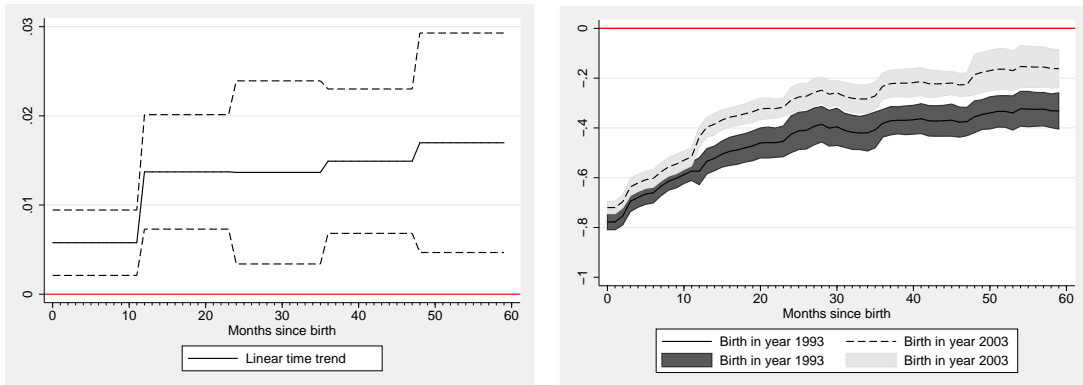 .03
.02
.01
0
0 10 20 30 40 50 60
Months since birth
Linear time trend
0
-.2
-.4
-.6
-.8
-1
0 10 20 30 40 50 60
Months since birth
Birth in year 1993 Birth in year 2003
Birth in year 1993 Birth in year 2003